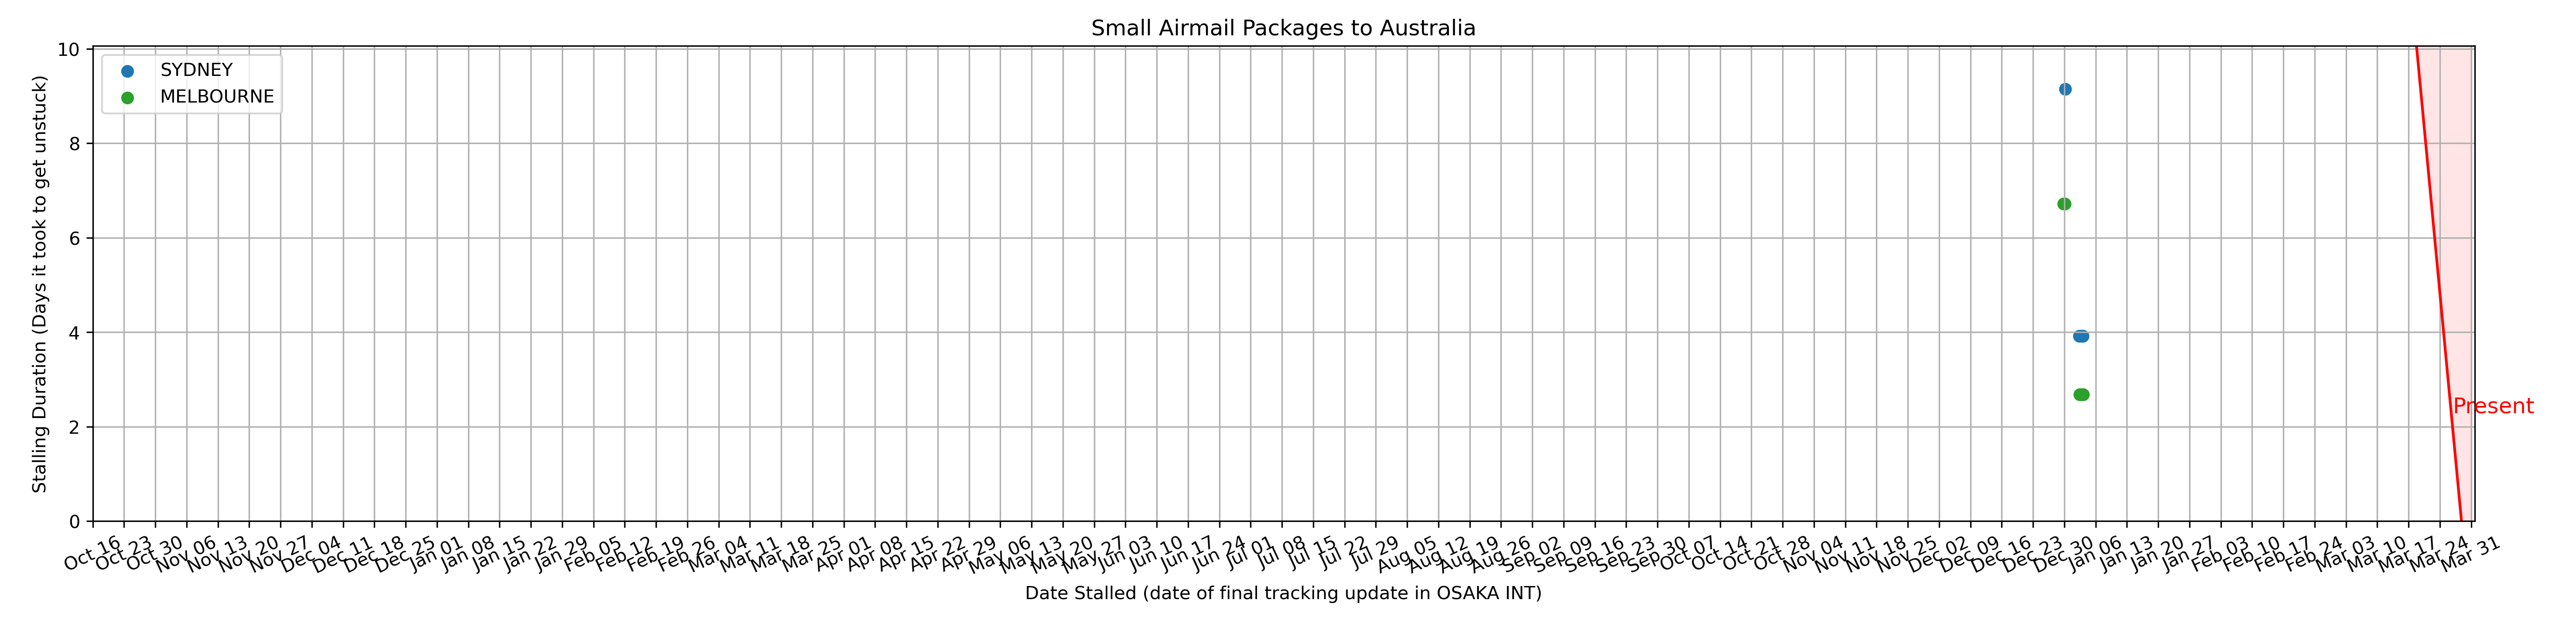 Small Airmail Packages to Australia
SYDNEY
MELBOURNE
Stalling Duration (Days it took to get unstuck)
10
8
6
4
2
0
Present
Oct 16
Oct 23
Oct 30
Nov 06
Nov 13
Nov 20
Nov 27
Dec 04
Dec 11
Dec 18
Dec 25
Jan 01
Jan 08
Jan 15
Jan 22
Jan 29
Feb 05
Feb 12
Feb 19
Feb 26
Mar 04
Mar 11
Mar 18
Mar 25
Apr 01
Apr 08
Apr 15
Apr 22
Apr 29
May 06
May 13
May 20
May 27
Jun 03
Jun 10
Jun 17
Jun 24
Jul 01
Jul 08
Jul 15
Jul 22
Jul 29
Aug 05
Aug 12
Aug 19
Aug 26
Sep 02
Sep 09
Sep 16
Sep 23
Sep 30
Oct 07
Oct 14
Oct 21
Oct 28
Nov 04
Nov 11
Nov 18
Nov 25
Dec 02
Dec 09
Dec 16
Dec 23
Dec 30
Jan 06
Jan 13
Jan 20
Jan 27
Feb 03
Feb 10
Feb 17
Feb 24
Mar 03
Mar 10
Mar 17
Mar 24
Mar 31
Date Stalled (date of final tracking update in OSAKA INT)